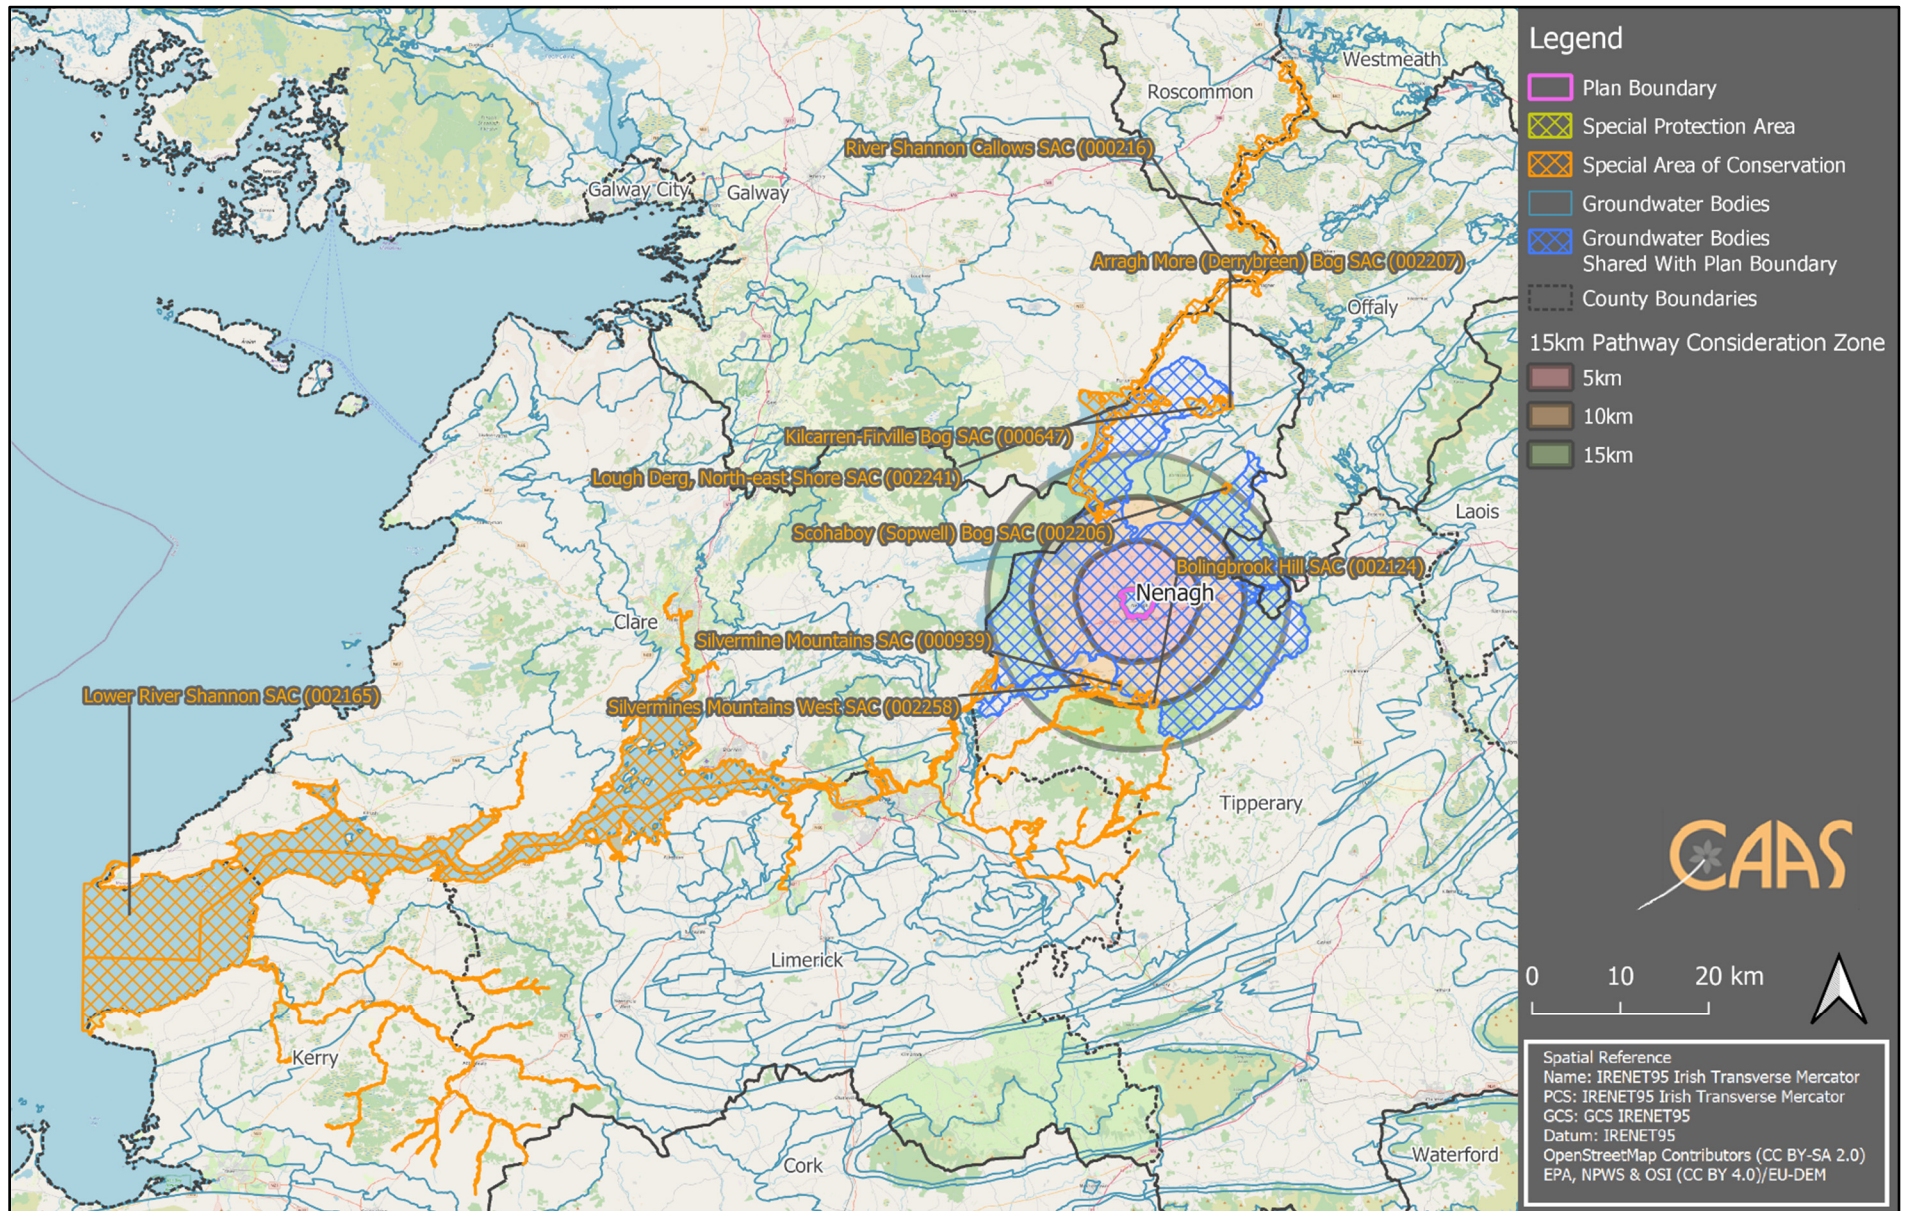 Westmeath
Roscommon
River Shannon Callows SAC (000216)
Galway City
Galway
Arragh More (Derrybreen) Bog SAC (002207)
Offaly
Kilcarren-Firville Bog SAC (000647)
Lough Derg, North-east Shore SAC (002241)
Laois
Scohaboy (Sopwell) Bog SAC (002206)
Bolingbrook Hill SAC (002124)
Nenagh
Clare
Silvermine Mountains SAC (000939)
Lower River Shannon SAC (002165)
Silvermines Mountains West SAC (002258)
Tipperary
Limerick
Kerry
Cork
Waterford
Legend
Plan Boundary
Special Protection Area
Special Area of Conservation
Groundwater Bodies
Groundwater Bodies
Shared With Plan Boundary
County Boundaries
15km Pathway Consideration Zone
5km
10km
15km
CAAS
0 10 20 km
Spatial Reference
Name: IRENET95 Irish Transverse Mercator
PCS: IRENET95 Irish Transverse Mercator
GCS: GCS IRENET95
Datum: IRENET95
OpenStreetMap Contributors (CC BY-SA 2.0)
EPA, NPWS & OSI (CC BY 4.0)/EU-DEM